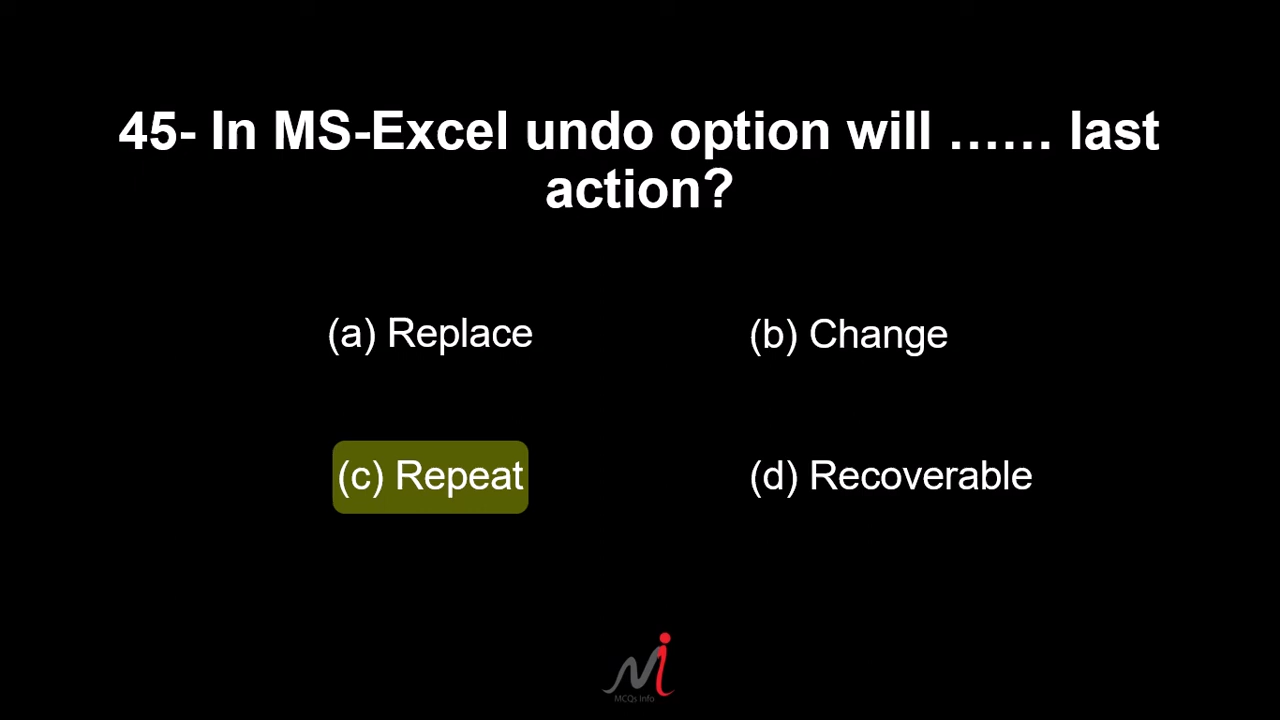 45- In MS-Excel undo option will …… last
action?
(a) Replace
(b) Change
(c) Repeat
(d) Recoverable
MCQs Info